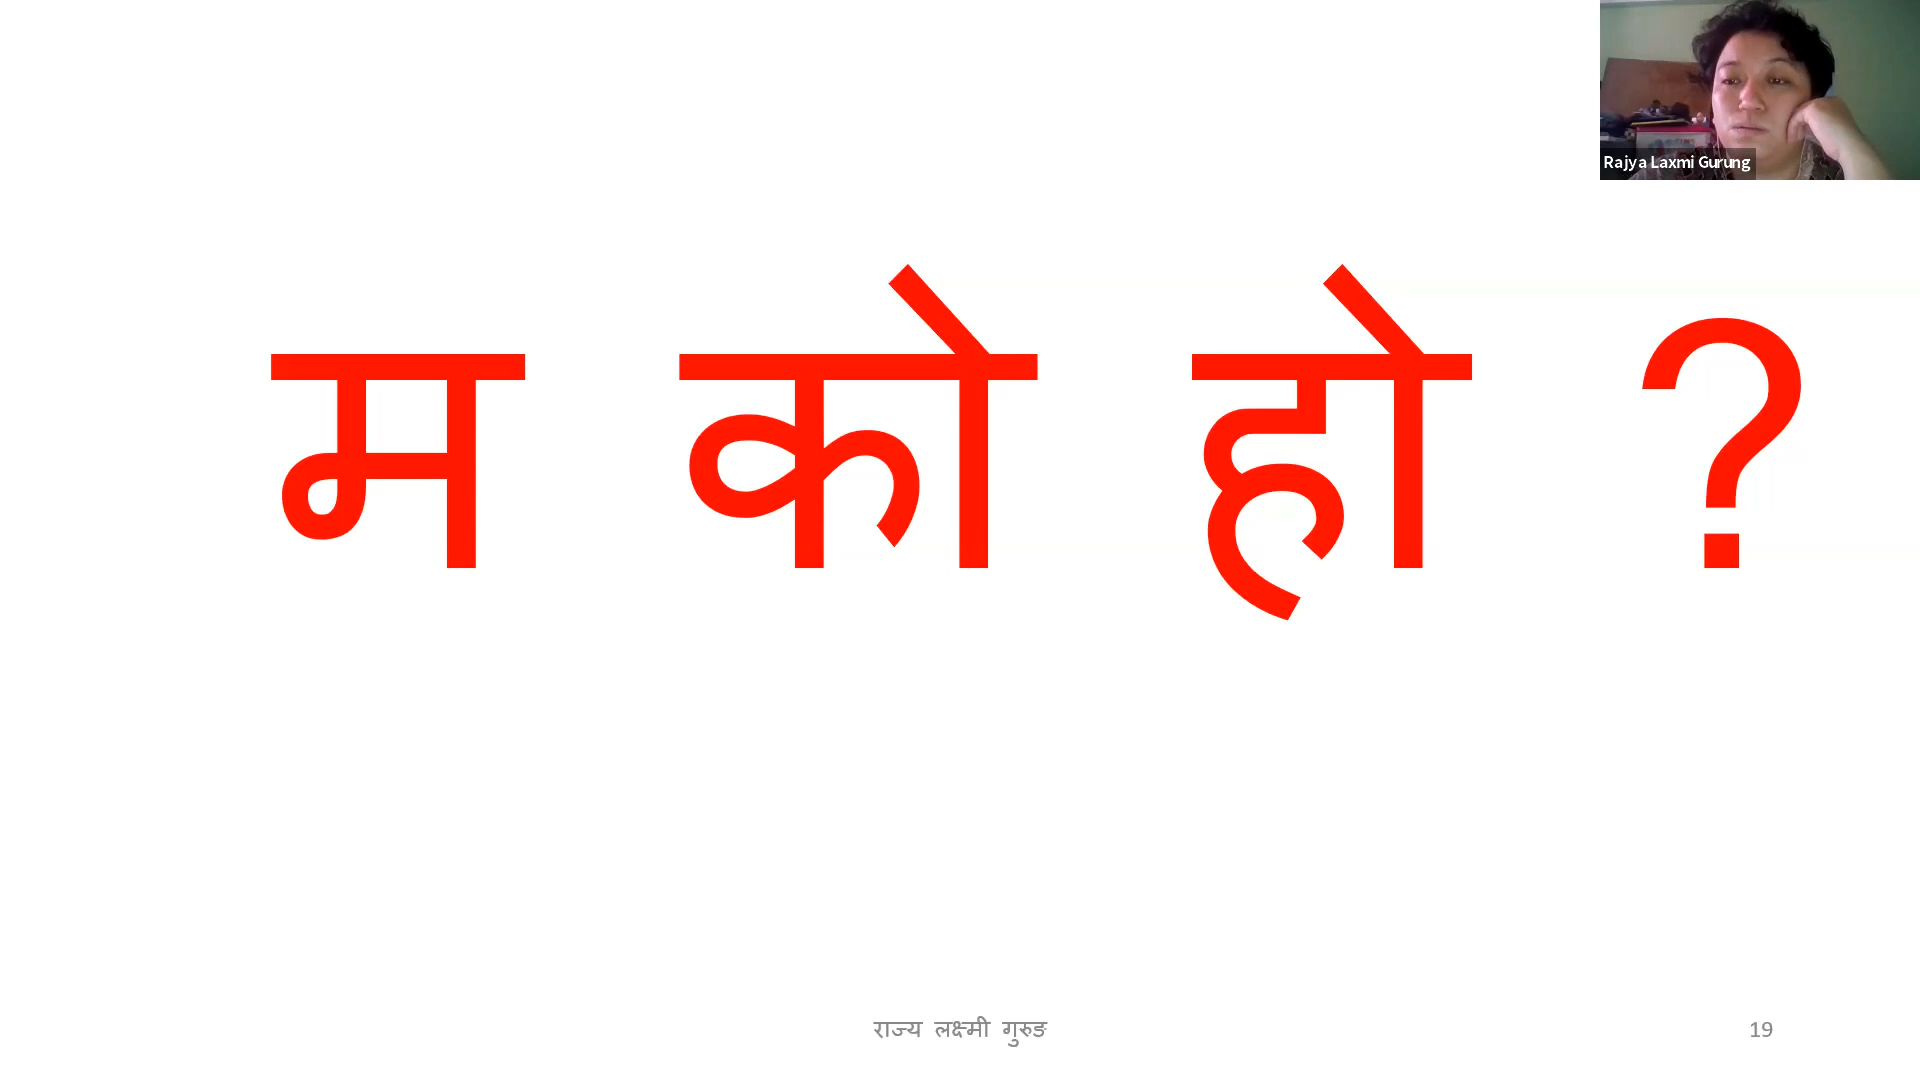 Rajya Laxmi Gurung
म को हो ?
राज्य लक्ष्मी गुरुङ
19